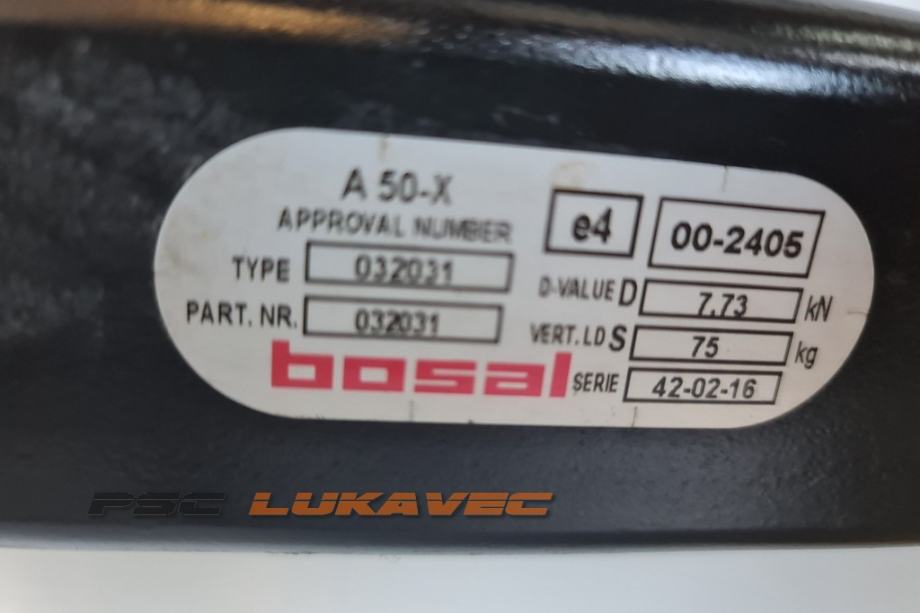 A 50-X
APPROVAL NUMBER
e4 00-2405
TYPE 032031
D-VALUE D 7,73 kN
PART. NR. 032031
VERT. LD S 75 kg
bosal
SERIE 42-02-16
PSC LUKAVEC